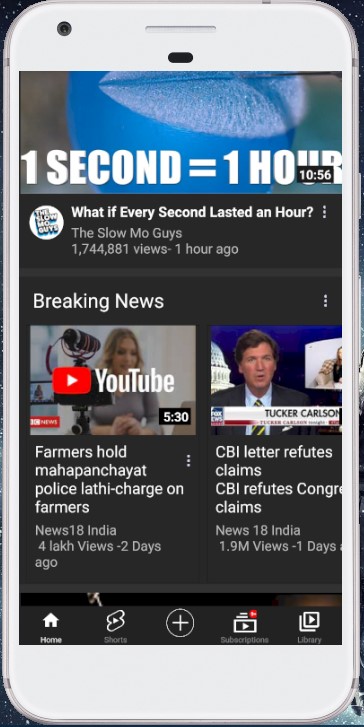 1 SECOND = 1 HOUR
10:56
THE SLOW MO GUYS
What if Every Second Lasted an Hour?
The Slow Mo Guys
1,744,881 views- 1 hour ago
Breaking News
YouTube
NEWS
5:30
FOX NEWS
TUCKER CARLSON
TUCKER CARLSON tonight
Farmers hold
mahapanchayat
police lathi-charge on
farmers
News18 India
4 lakh Views -2 Days
ago
CBI letter refutes
claims
CBI refutes Congre
claims
News 18 India
1.9M Views -1 Days a
Home
Shorts
Subscriptions
9+
Library